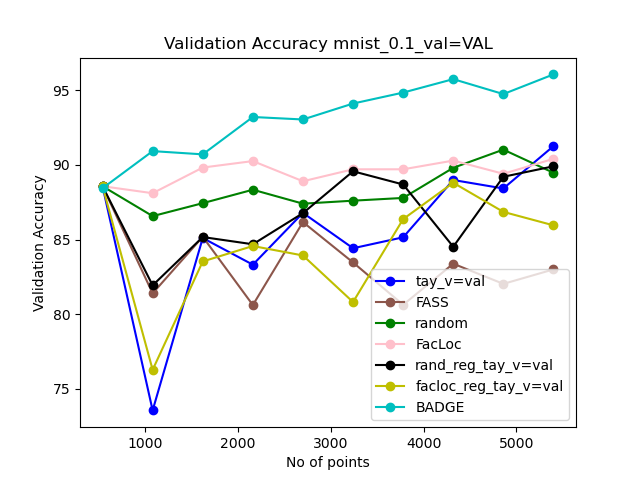 Validation Accuracy mnist_0.1_val=VAL
Validation Accuracy
95
90
85
80
75
1000
2000
3000
4000
5000
No of points
tay_v=val
FASS
random
FacLoc
rand_reg_tay_v=val
facloc_reg_tay_v=val
BADGE